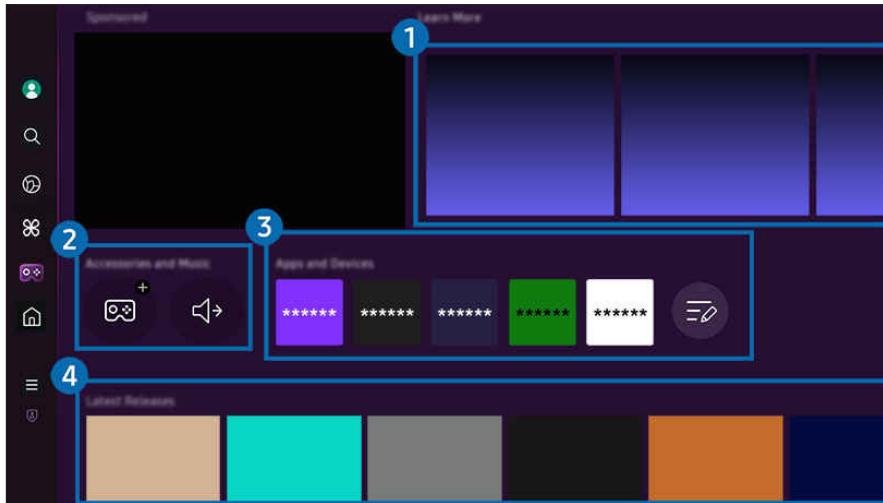 Sponsored
Learn More
1
2
3
Accessories and Music
Apps and Devices
****** ****** ****** ****** ******
4
Latest Releases